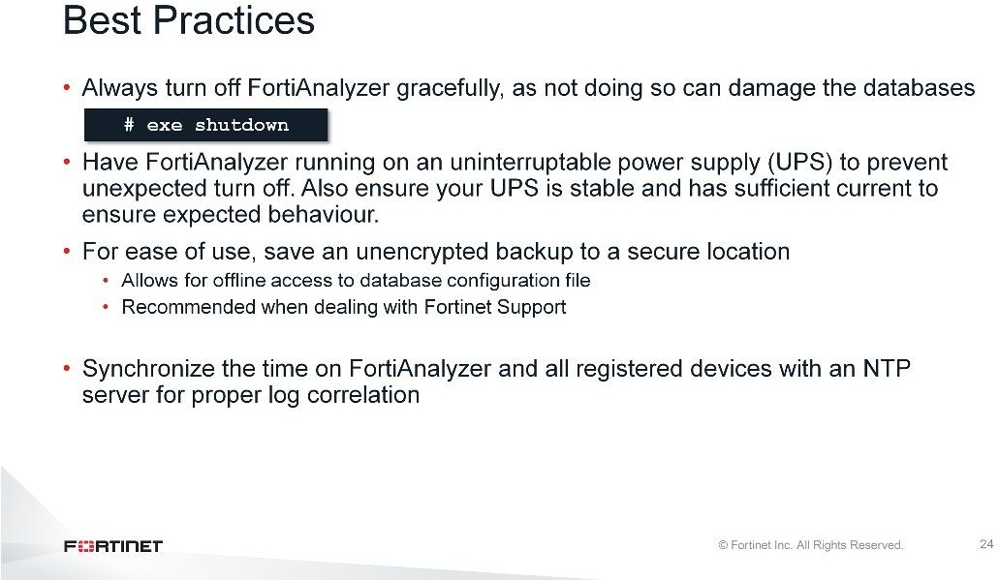 Best Practices
• Always turn off FortiAnalyzer gracefully, as not doing so can damage the databases
# exe shutdown
• Have FortiAnalyzer running on an uninterruptable power supply (UPS) to prevent
unexpected turn off. Also ensure your UPS is stable and has sufficient current to
ensure expected behaviour.
• For ease of use, save an unencrypted backup to a secure location
• Allows for offline access to database configuration file
• Recommended when dealing with Fortinet Support
• Synchronize the time on FortiAnalyzer and all registered devices with an NTP
server for proper log correlation
FORTINET
© Fortinet Inc. All Rights Reserved.
24